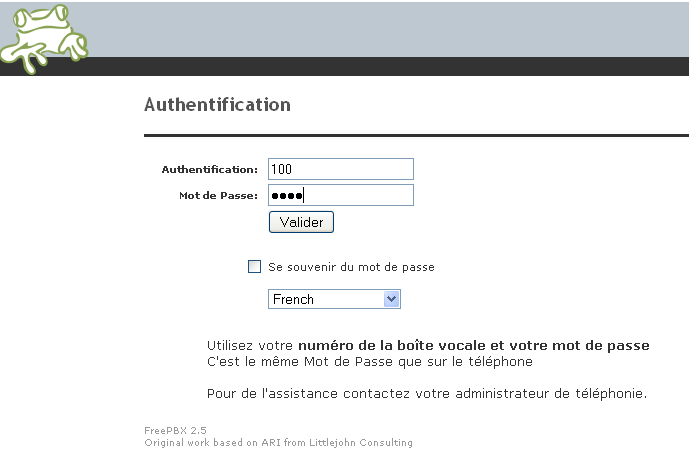 Authentification
Authentification: 100
Mot de Passe: ●●●●
Valider
Se souvenir du mot de passe
French
Utilisez votre numéro de la boîte vocale et votre mot de passe
C'est le même Mot de Passe que sur le téléphone
Pour de l'assistance contactez votre administrateur de téléphonie.
FreePBX 2.5
Original work based on ARI from Littlejohn Consulting